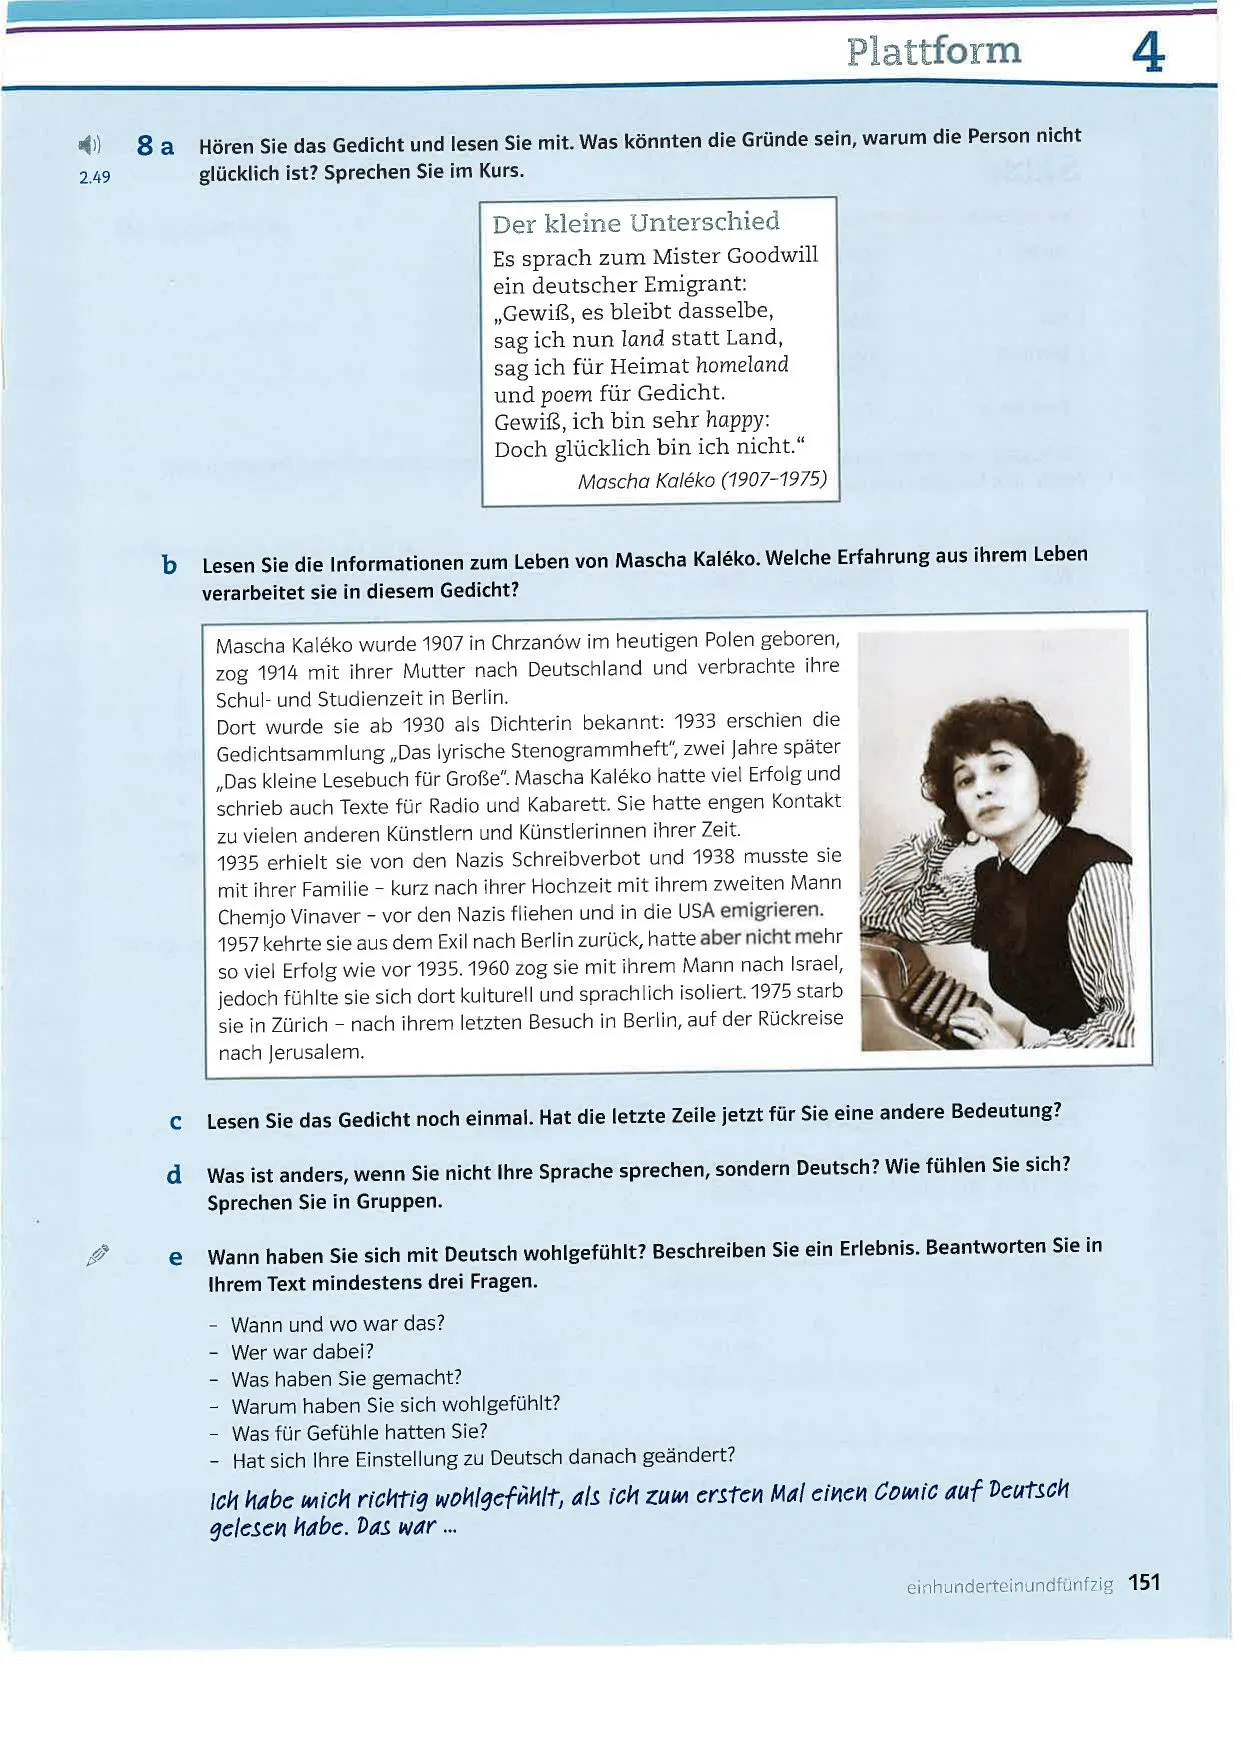 Plattform 4
8 a Hören Sie das Gedicht und lesen Sie mit. Was könnten die Gründe sein, warum die Person nicht
2.49 glücklich ist? Sprechen Sie im Kurs.
Der kleine Unterschied
Es sprach zum Mister Goodwill
ein deutscher Emigrant:
„Gewiß, es bleibt dasselbe,
sag ich nun land statt Land,
sag ich für Heimat homeland
und poem für Gedicht.
Gewiß, ich bin sehr happy:
Doch glücklich bin ich nicht.“
Mascha Kaléko (1907–1975)
b Lesen Sie die Informationen zum Leben von Mascha Kaléko. Welche Erfahrung aus ihrem Leben
verarbeitet sie in diesem Gedicht?
Mascha Kaléko wurde 1907 in Chrzanów im heutigen Polen geboren,
zog 1914 mit ihrer Mutter nach Deutschland und verbrachte ihre
Schul- und Studienzeit in Berlin.
Dort wurde sie ab 1930 als Dichterin bekannt: 1933 erschien die
Gedichtsammlung „Das lyrische Stenogrammheft“, zwei Jahre später
„Das kleine Lesebuch für Große“. Mascha Kaléko hatte viel Erfolg und
schrieb auch Texte für Radio und Kabarett. Sie hatte engen Kontakt
zu vielen anderen Künstlern und Künstlerinnen ihrer Zeit.
1935 erhielt sie von den Nazis Schreibverbot und 1938 musste sie
mit ihrer Familie – kurz nach ihrer Hochzeit mit ihrem zweiten Mann
Chemjo Vinaver – vor den Nazis fliehen und in die USA emigrieren.
1957 kehrte sie aus dem Exil nach Berlin zurück, hatte aber nicht mehr
so viel Erfolg wie vor 1935. 1960 zog sie mit ihrem Mann nach Israel,
jedoch fühlte sie sich dort kulturell und sprachlich isoliert. 1975 starb
sie in Zürich – nach ihrem letzten Besuch in Berlin, auf der Rückreise
nach Jerusalem.
c Lesen Sie das Gedicht noch einmal. Hat die letzte Zeile jetzt für Sie eine andere Bedeutung?
d Was ist anders, wenn Sie nicht Ihre Sprache sprechen, sondern Deutsch? Wie fühlen Sie sich?
Sprechen Sie in Gruppen.
e Wann haben Sie sich mit Deutsch wohlgefühlt? Beschreiben Sie ein Erlebnis. Beantworten Sie in
Ihrem Text mindestens drei Fragen.
– Wann und wo war das?
– Wer war dabei?
– Was haben Sie gemacht?
– Warum haben Sie sich wohlgefühlt?
– Was für Gefühle hatten Sie?
– Hat sich Ihre Einstellung zu Deutsch danach geändert?
Ich habe mich richtig wohlgefühlt, als ich zum ersten Mal einen Comic auf Deutsch
gelesen habe. Das war ...
einhunderteinundfünfzig 151